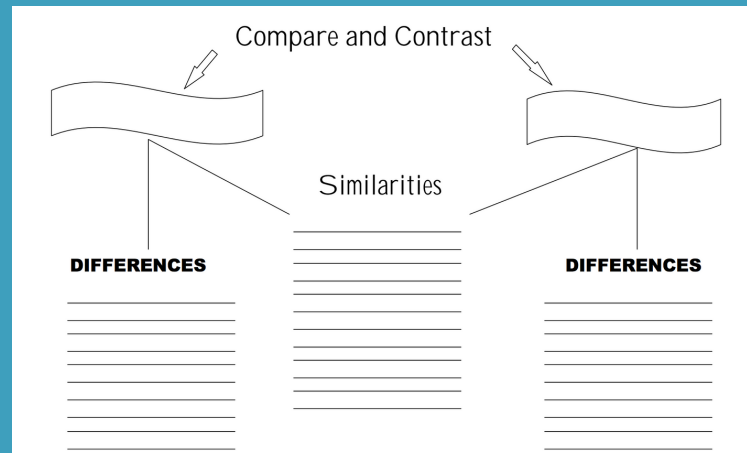 Compare and Contrast
Similarities
DIFFERENCES
DIFFERENCES